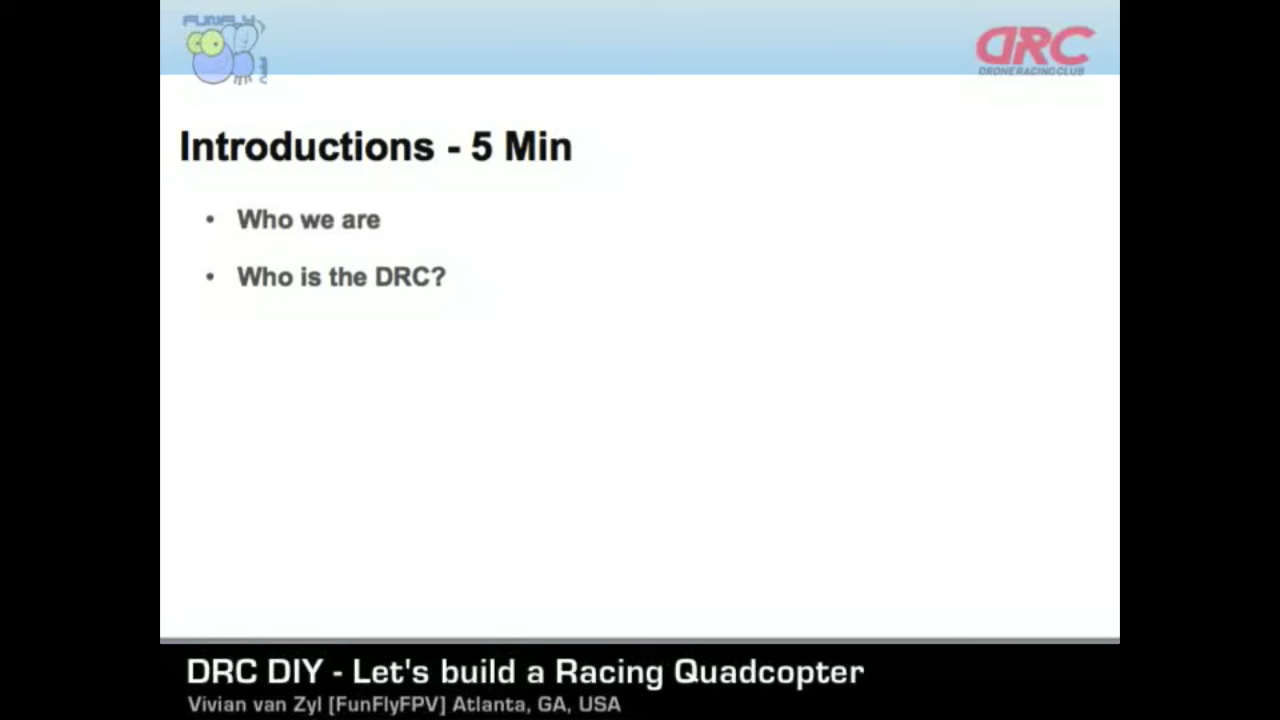 FUNFLY
DRC
DRONE RACING CLUB
Introductions - 5 Min
• Who we are
• Who is the DRC?
DRC DIY - Let's build a Racing Quadcopter
Vivian van Zyl [FunFlyFPV] Atlanta, GA, USA